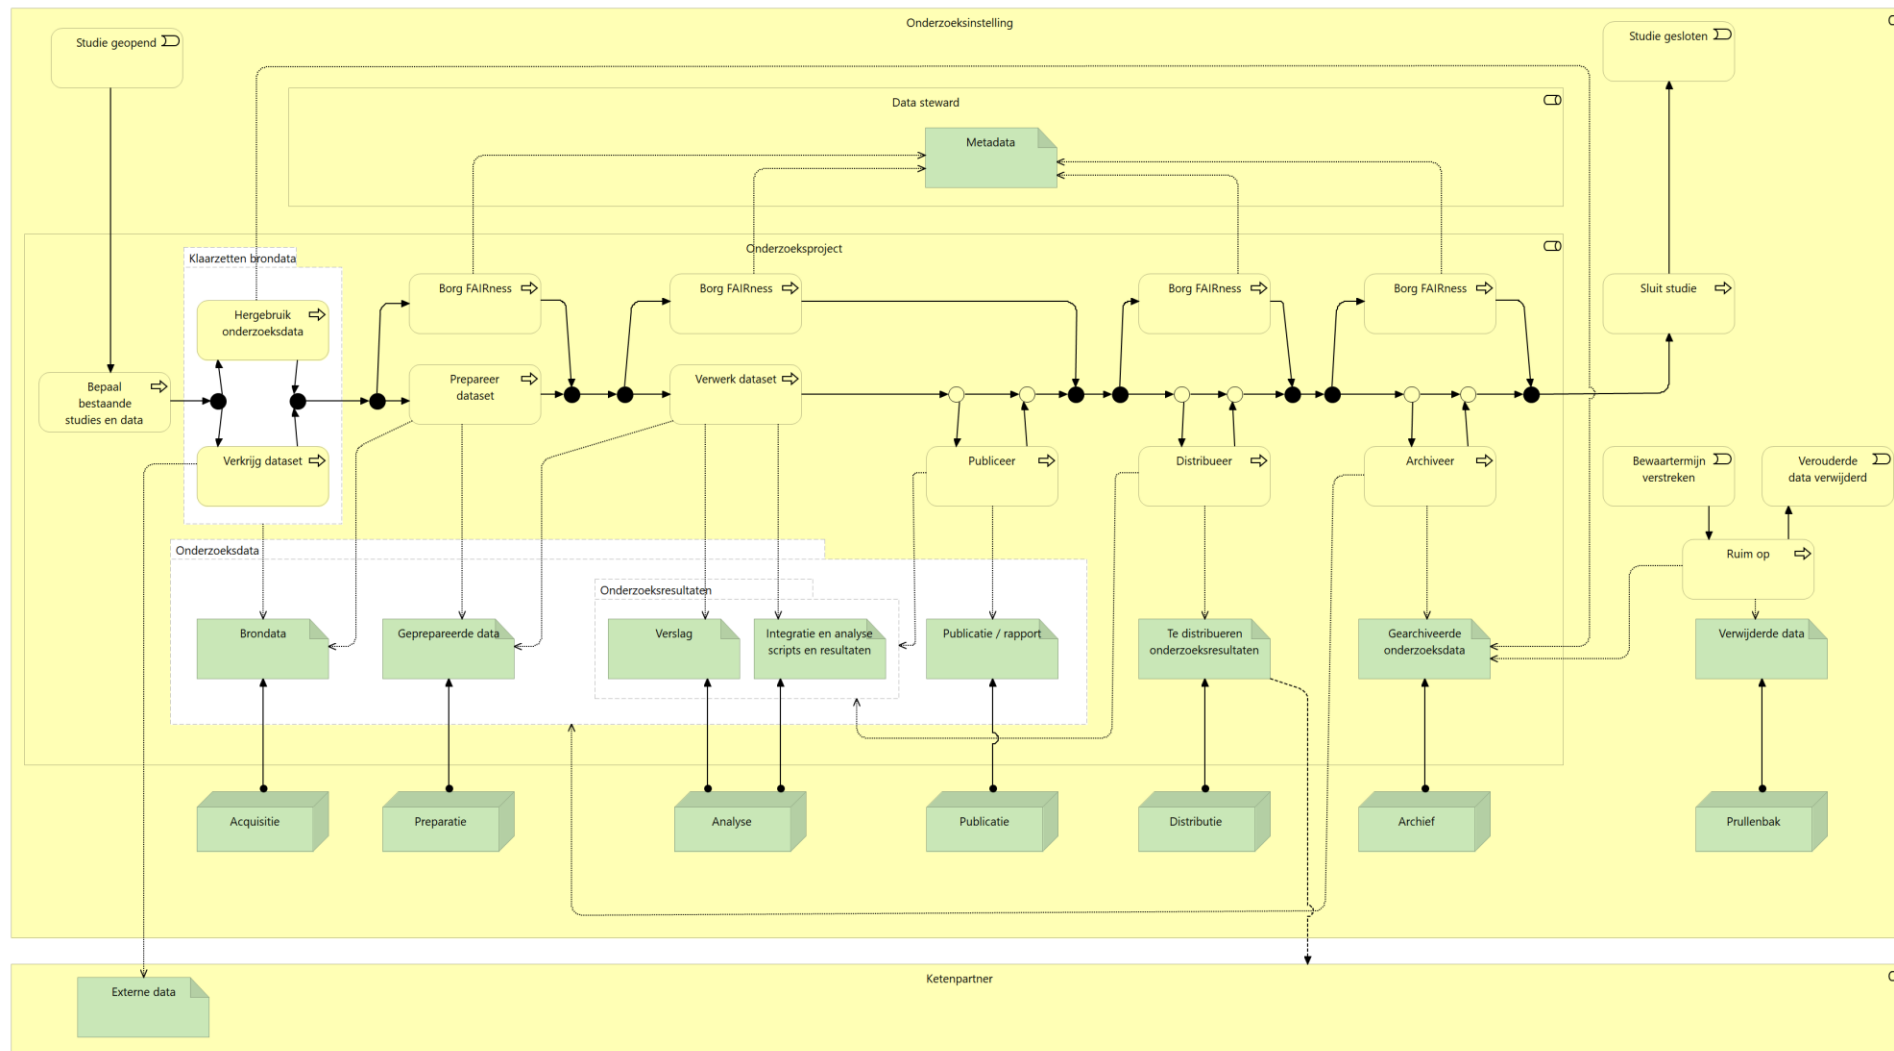 Onderzoeksinstelling
Studie geopend
Studie gesloten
Data steward
Metadata
Onderzoeksproject
Klaarzetten brondata
Borg FAIRness
Borg FAIRness
Borg FAIRness
Borg FAIRness
Sluit studie
Hergebruik
onderzoeksdata
Bepaal
bestaande
studies en data
Prepareer
dataset
Verwerk dataset
Verkrijg dataset
Publiceer
Distribueer
Archiveer
Bewaartermijn
verstreken
Verouderde
data verwijderd
Onderzoeksdata
Ruim op
Onderzoeksresultaten
Brondata
Geprepareerde data
Verslag
Integratie en analyse
scripts en resultaten
Publicatie / rapport
Te distribueren
onderzoeksresultaten
Gearchiveerde
onderzoeksdata
Verwijderde data
Acquisitie
Preparatie
Analyse
Publicatie
Distributie
Archief
Prullenbak
Ketenpartner
Externe data